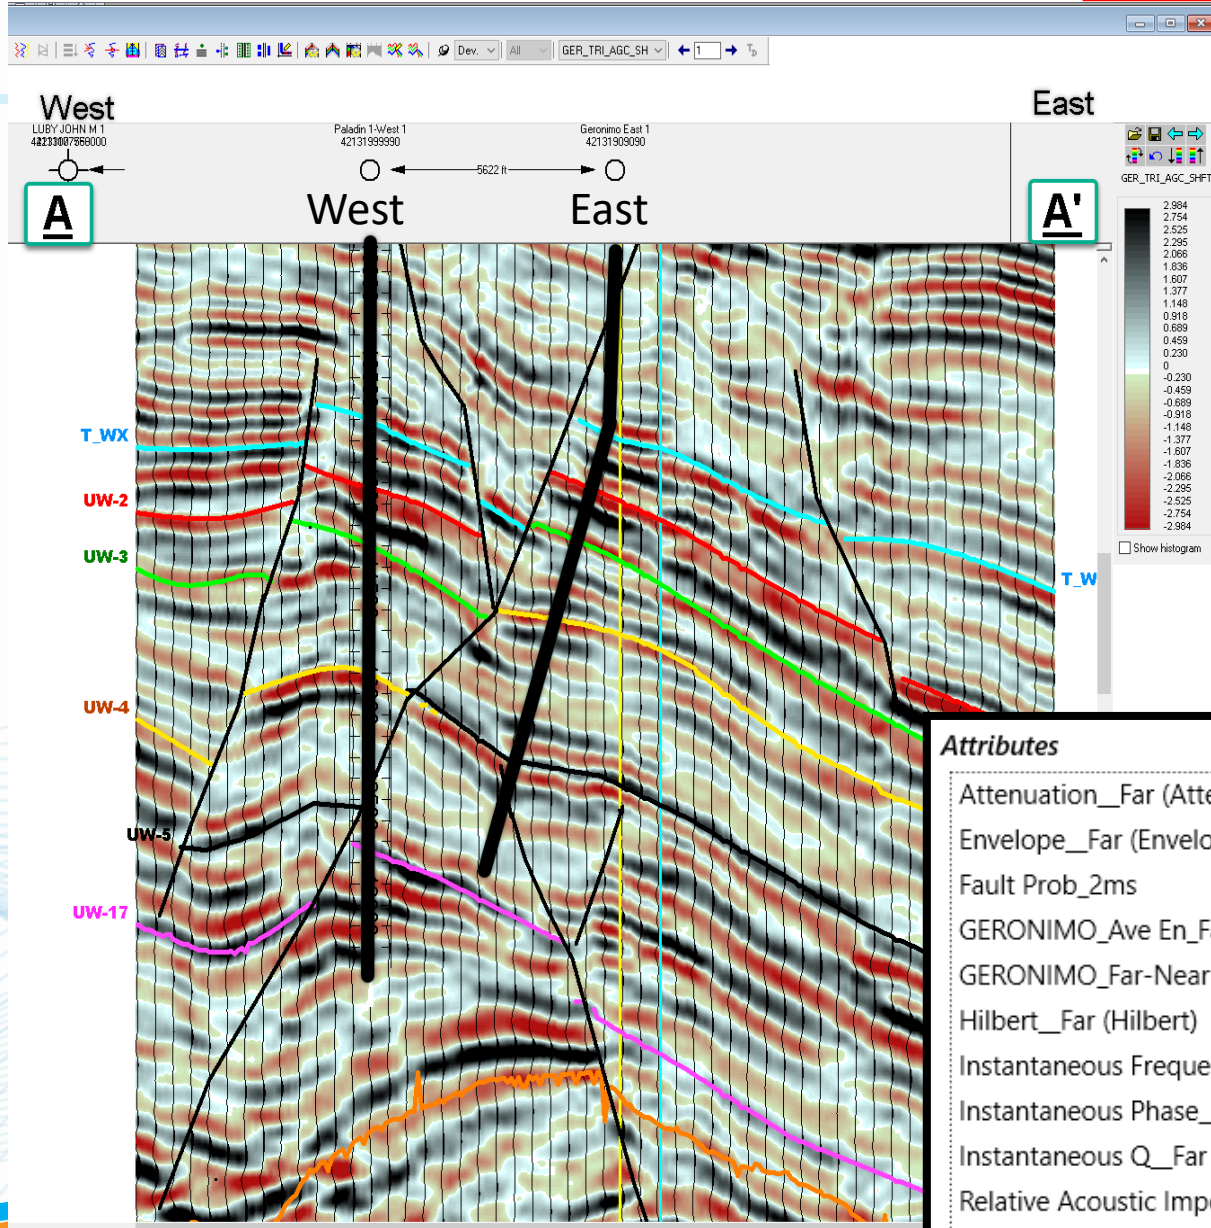 Dev.
All
GER_TRI_AGC_SH
1
West
East
LUBY JOHN M 1
Paladin 1-West 1
42131999990
Geronimo East 1
42131909090
5622 ft
A
West
East
A'
GER_TRI_AGC_SHFT
2.984
2.754
2.525
2.295
2.066
1.836
1.607
1.377
1.148
0.918
0.689
0.459
0.230
0
-0.230
-0.459
-0.689
-0.918
-1.148
-1.377
-1.607
-1.836
-2.066
-2.295
-2.525
-2.754
-2.984
Show histogram
T_WX
UW-2
UW-3
T_W
UW-4
UW-5
UW-17
Attributes
Attenuation__Far (Atte
Envelope__Far (Envelo
Fault Prob_2ms
GERONIMO_Ave En_Fa
GERONIMO_Far-Near
Hilbert__Far (Hilbert)
Instantaneous Freque
Instantaneous Phase_
Instantaneous Q__Far
Relative Acoustic Imp